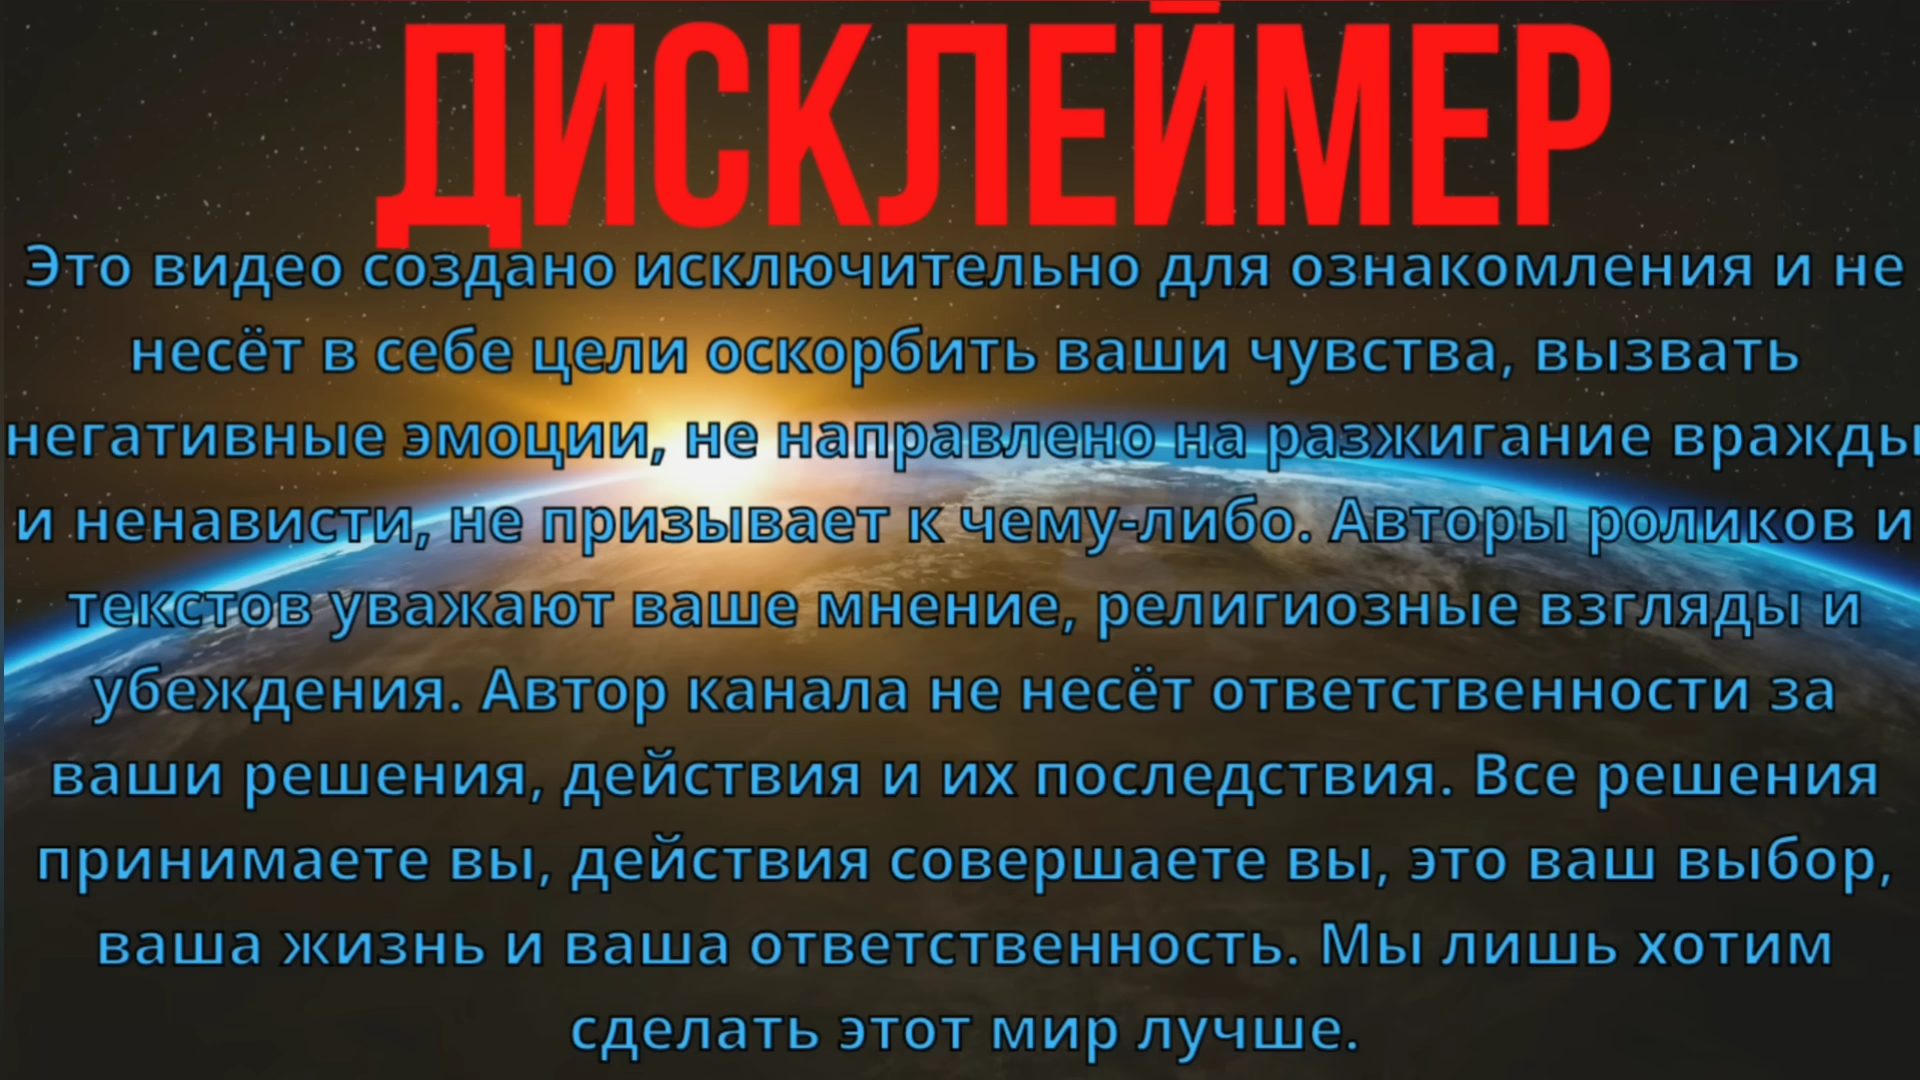 ДИСКЛЕЙМЕР
Это видео создано исключительно для ознакомления и не
несёт в себе цели оскорбить ваши чувства, вызвать
негативные эмоции, не направлено на разжигание вражды
и ненависти, не призывает к чему-либо. Авторы роликов и
текстов уважают ваше мнение, религиозные взгляды и
убеждения. Автор канала не несёт ответственности за
ваши решения, действия и их последствия. Все решения
принимаете вы, действия совершаете вы, это ваш выбор,
ваша жизнь и ваша ответственность. Мы лишь хотим
сделать этот мир лучше.